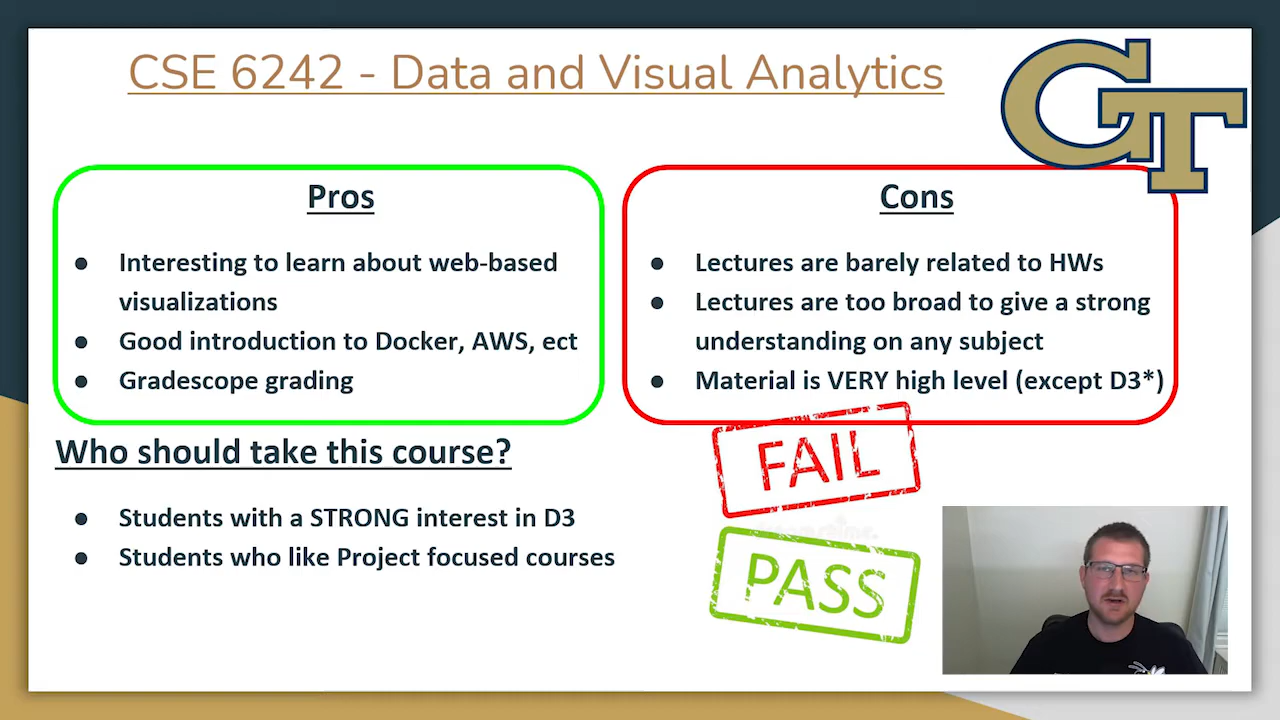 CSE 6242 - Data and Visual Analytics
GT
Pros
Interesting to learn about web-based
visualizations
Good introduction to Docker, AWS, ect
Gradescope grading
Cons
Lectures are barely related to HWs
Lectures are too broad to give a strong
understanding on any subject
Material is VERY high level (except D3*)
Who should take this course?
Students with a STRONG interest in D3
Students who like Project focused courses
FAIL
PASS